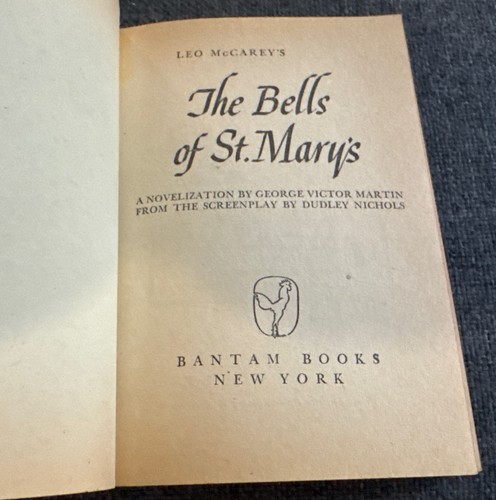 LEO McCAREY'S
The Bells
of St. Mary's
A NOVELIZATION BY GEORGE VICTOR MARTIN
FROM THE SCREENPLAY BY DUDLEY NICHOLS
BANTAM BOOKS
NEW YORK